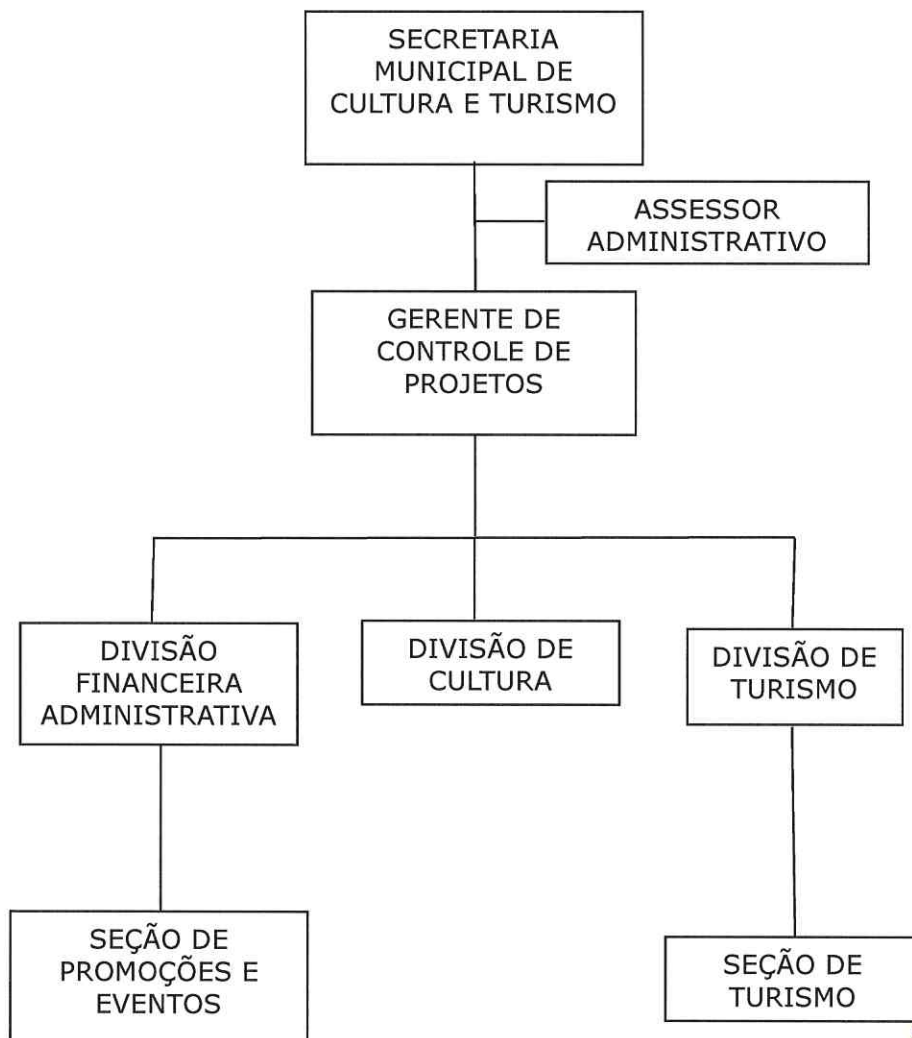 SECRETARIA
MUNICIPAL DE
CULTURA E TURISMO
ASSESSOR
ADMINISTRATIVO
GERENTE DE
CONTROLE DE
PROJETOS
DIVISÃO
FINANCEIRA
ADMINISTRATIVA
DIVISÃO DE
CULTURA
DIVISÃO DE
TURISMO
SEÇÃO DE
PROMOÇÕES E
EVENTOS
SEÇÃO DE
TURISMO